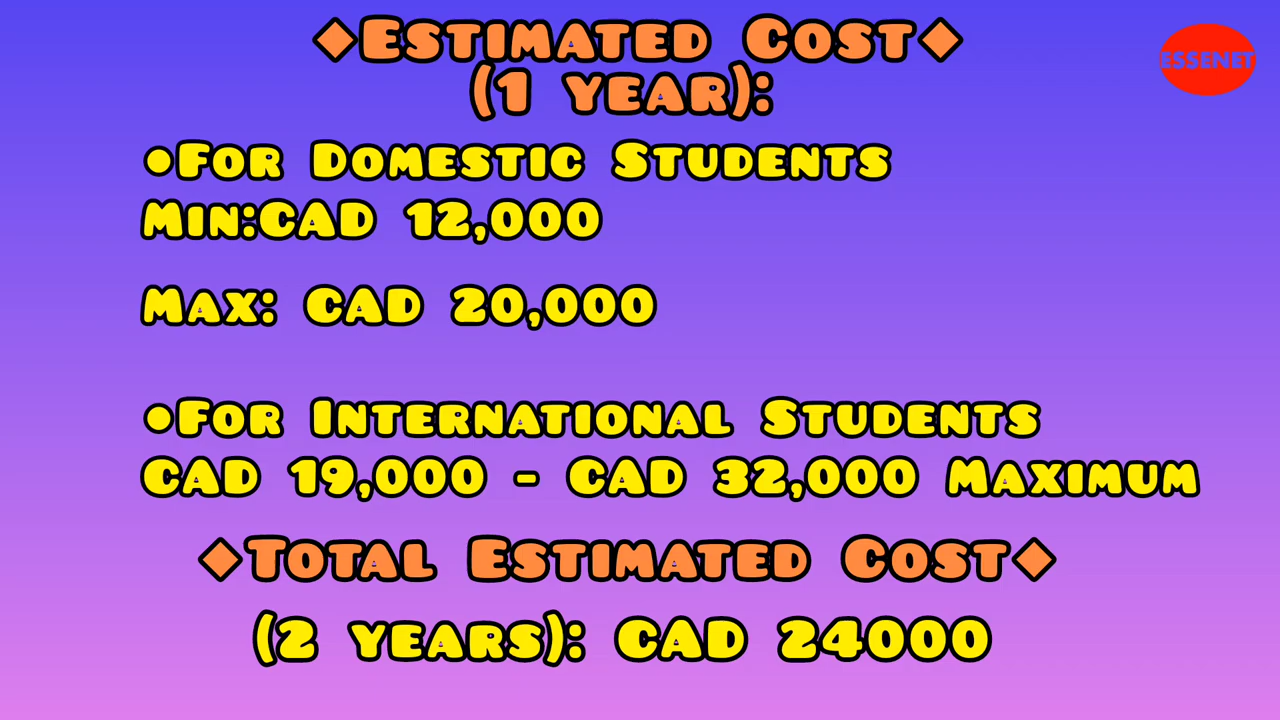 ◆Estimated Cost◆
ESSENET
(1 year):
●For Domestic Students
Min:CAD 12,000
Max: CAD 20,000
●For International Students
CAD 19,000 - CAD 32,000 Maximum
◆Total Estimated Cost◆
(2 years): CAD 24000